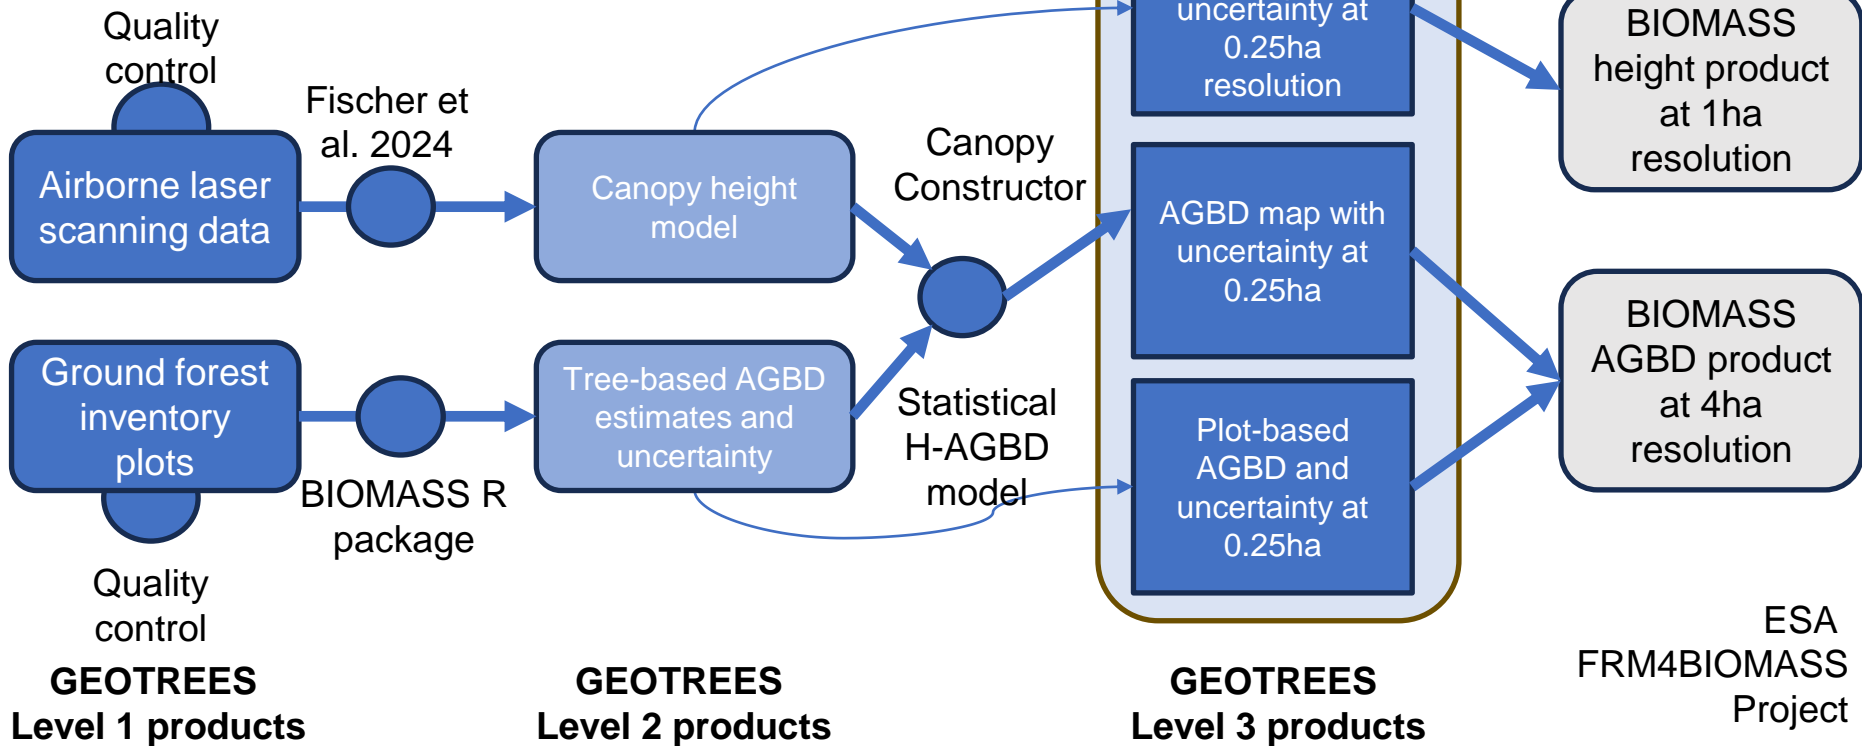 Quality
control
Fischer et
al. 2024
Airborne laser
scanning data
Canopy height
model
Canopy
Constructor
uncertainty at
0.25ha
resolution
BIOMASS
height product
at 1ha
resolution
AGBD map with
uncertainty at
0.25ha
Ground forest
inventory
plots
BIOMASS R
package
Tree-based AGBD
estimates and
uncertainty
Statistical
H-AGBD
model
Plot-based
AGBD and
uncertainty at
0.25ha
BIOMASS
AGBD product
at 4ha
resolution
Quality
control
GEOTREES
Level 1 products
GEOTREES
Level 2 products
GEOTREES
Level 3 products
ESA
FRM4BIOMASS
Project